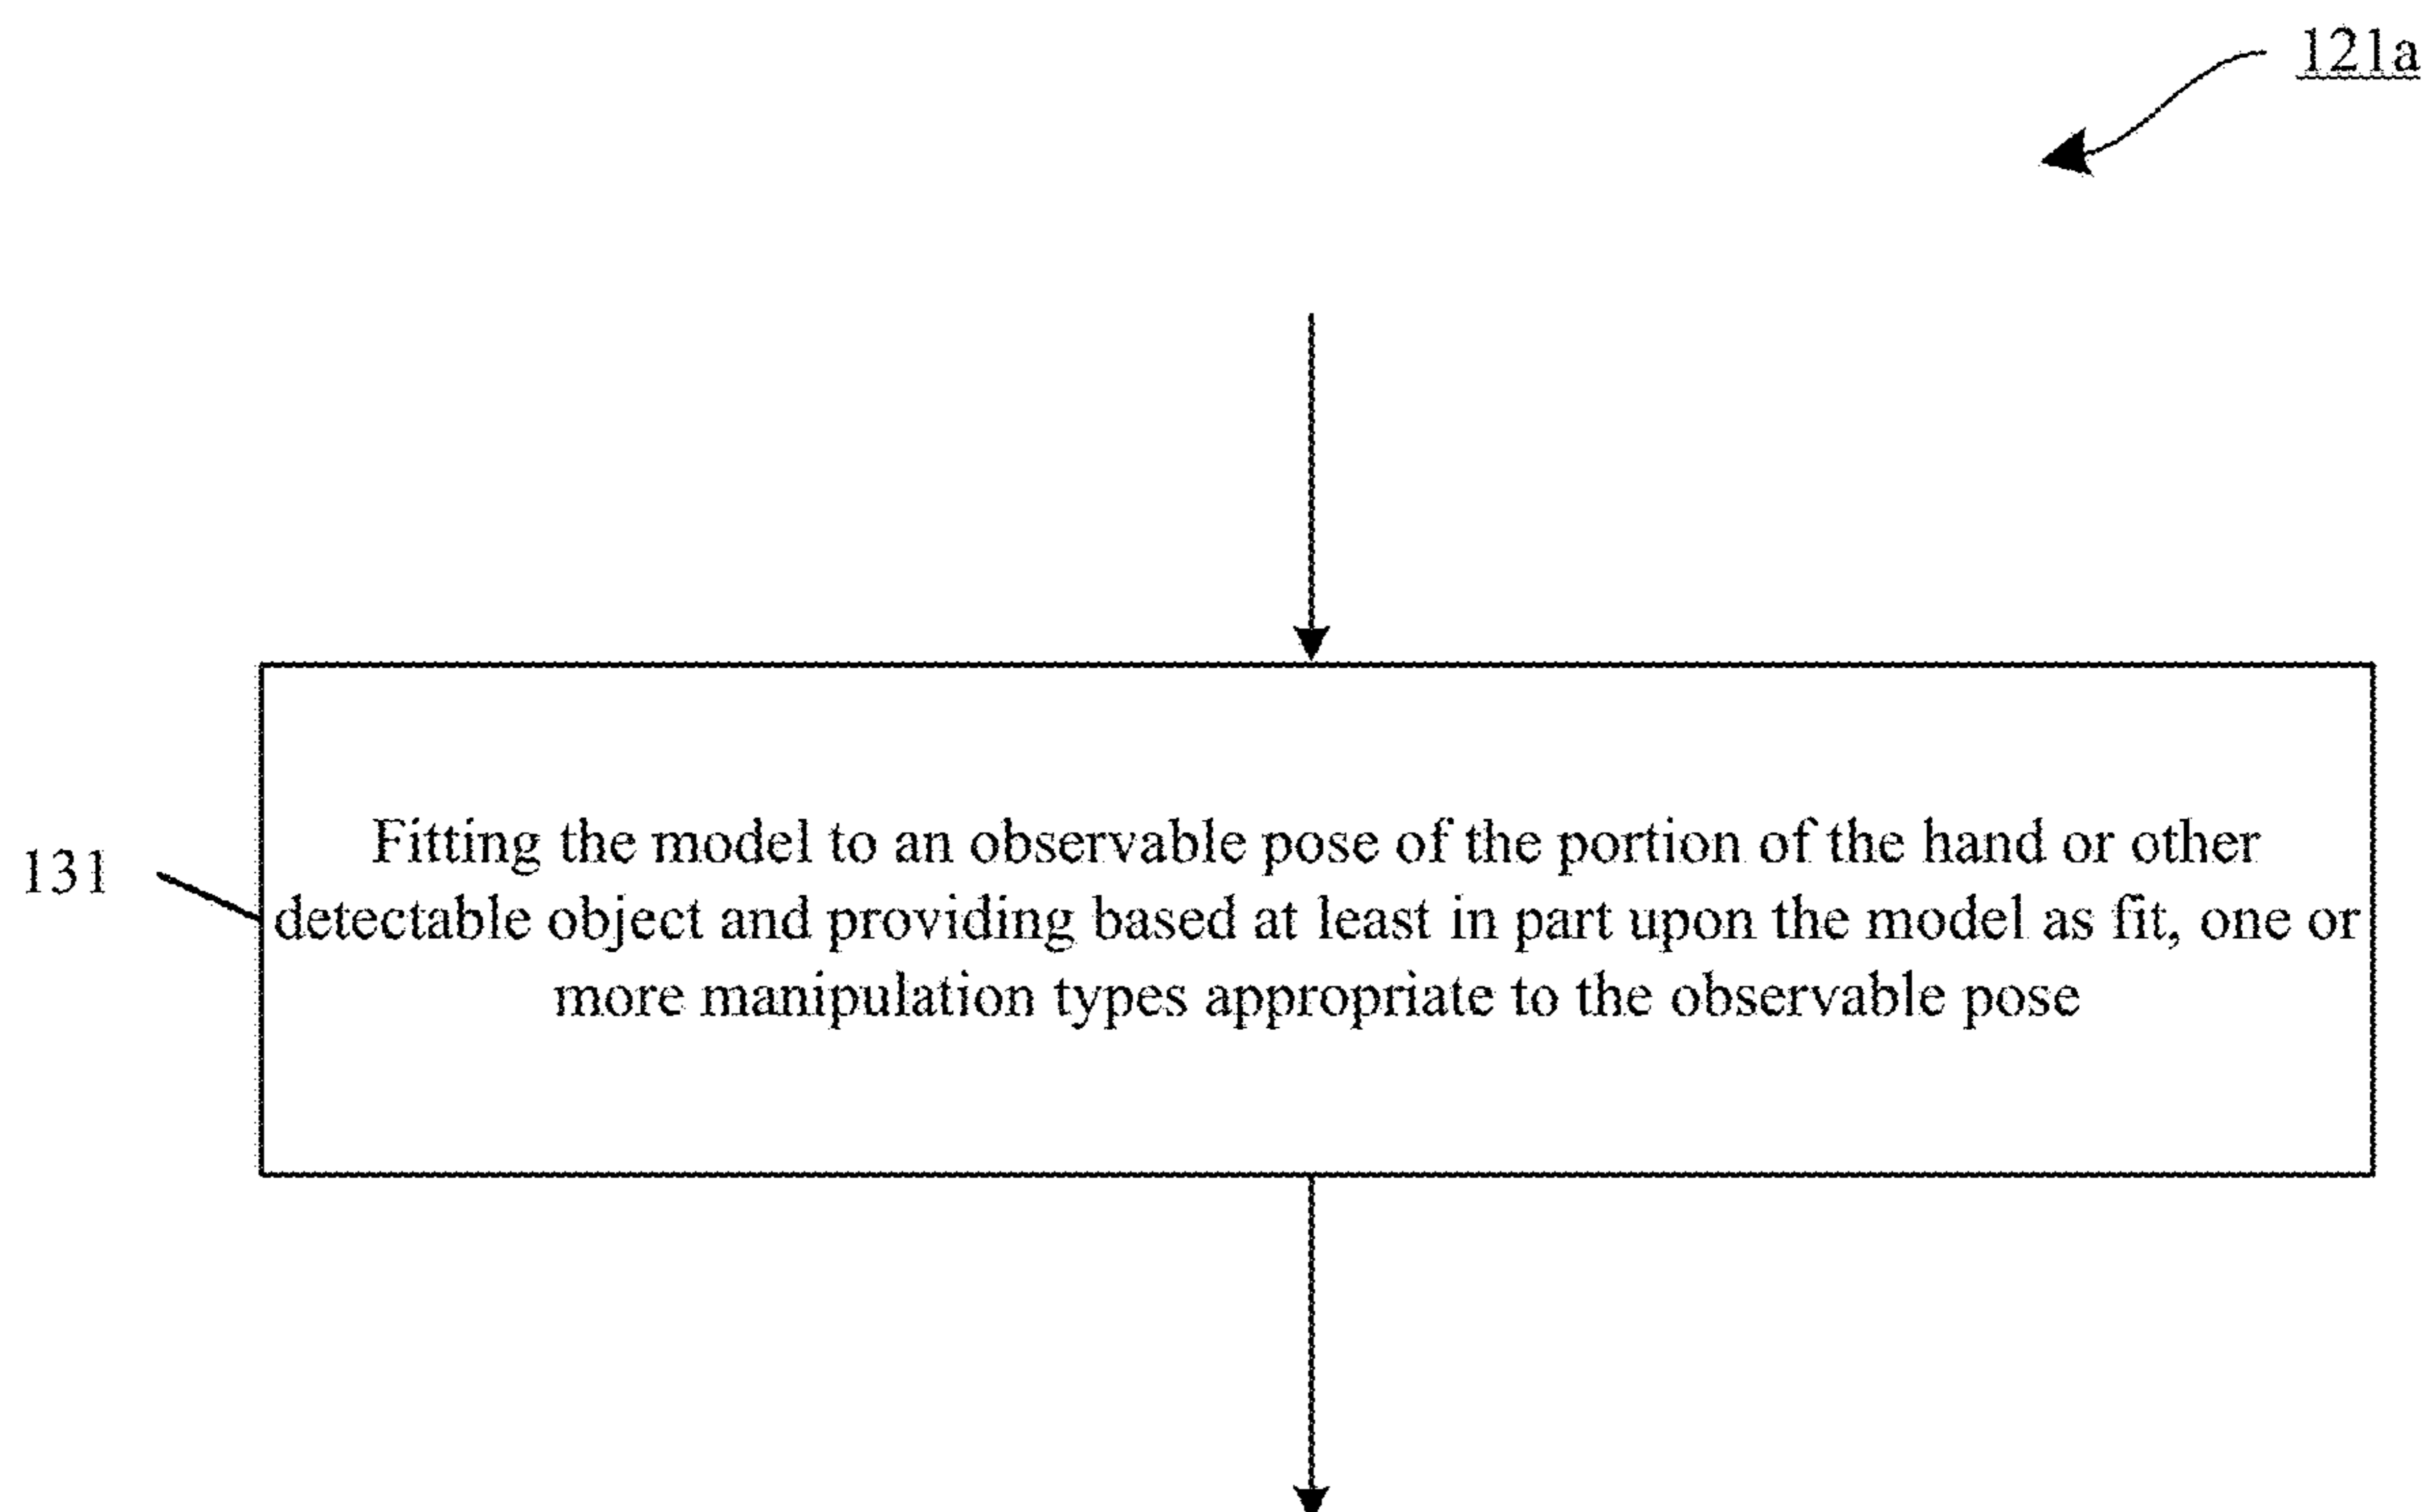 121a
131
Fitting the model to an observable pose of the portion of the hand or other
detectable object and providing based at least in part upon the model as fit, one or
more manipulation types appropriate to the observable pose